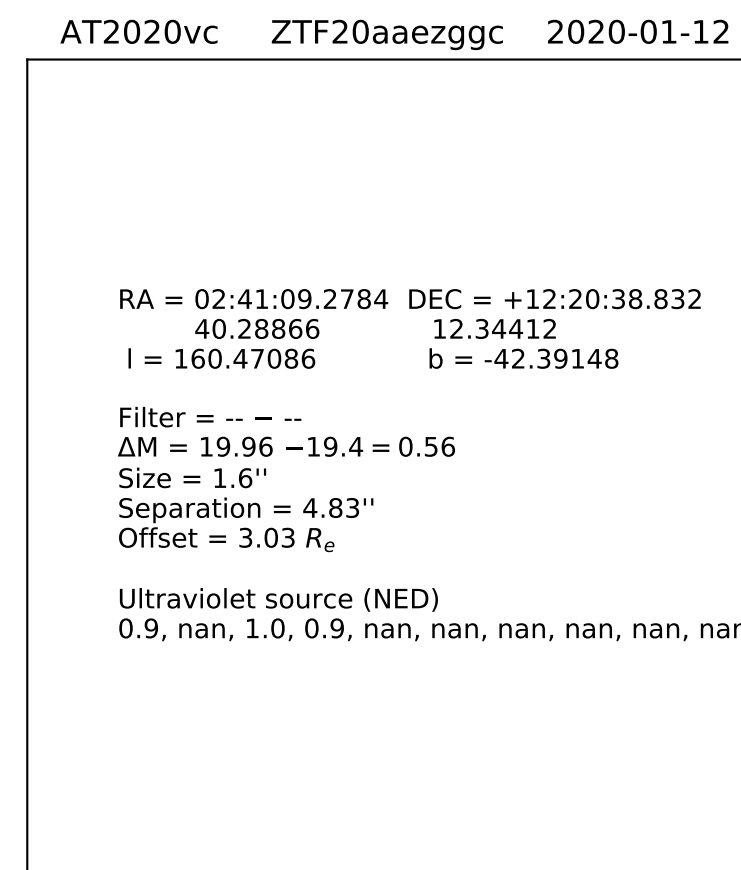 AT2020vc ZTF20aaezggc 2020-01-12
RA = 02:41:09.2784 DEC = +12:20:38.832
40.28866 12.34412
l = 160.47086 b = -42.39148
Filter = -- − --
ΔM = 19.96 −19.4 = 0.56
Size = 1.6''
Separation = 4.83''
Offset = 3.03 Re
Ultraviolet source (NED)
0.9, nan, 1.0, 0.9, nan, nan, nan, nan, nan, nan